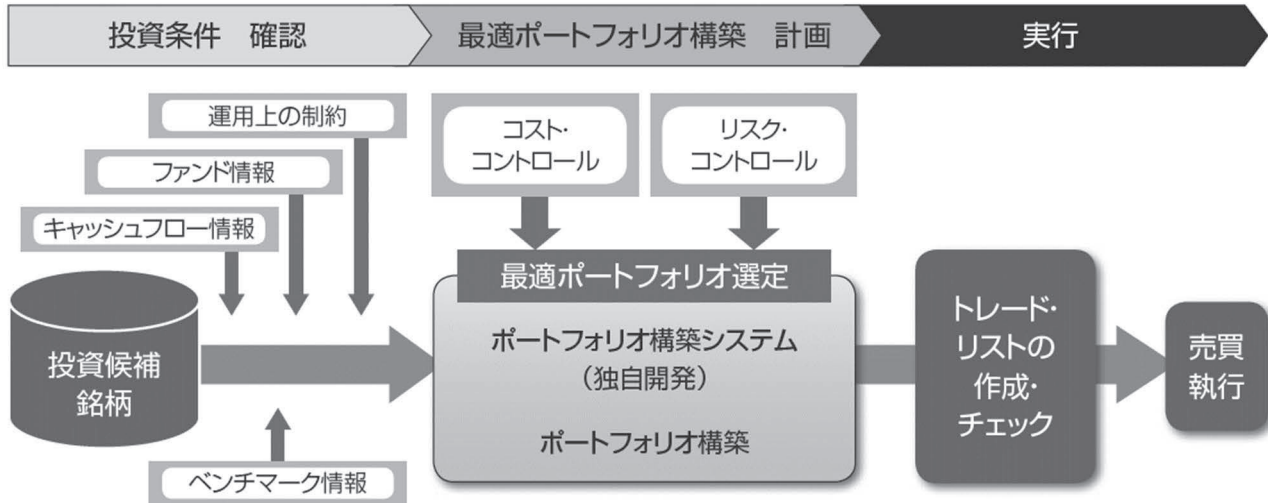 投資条件 確認
最適ポートフォリオ構築 計画
実行
運用上の制約
ファンド情報
キャッシュフロー情報
コスト・
コントロール
リスク・
コントロール
投資候補
銘柄
ベンチマーク情報
最適ポートフォリオ選定
ポートフォリオ構築システム
（独自開発）
ポートフォリオ構築
トレード・
リストの
作成・
チェック
売買
執行